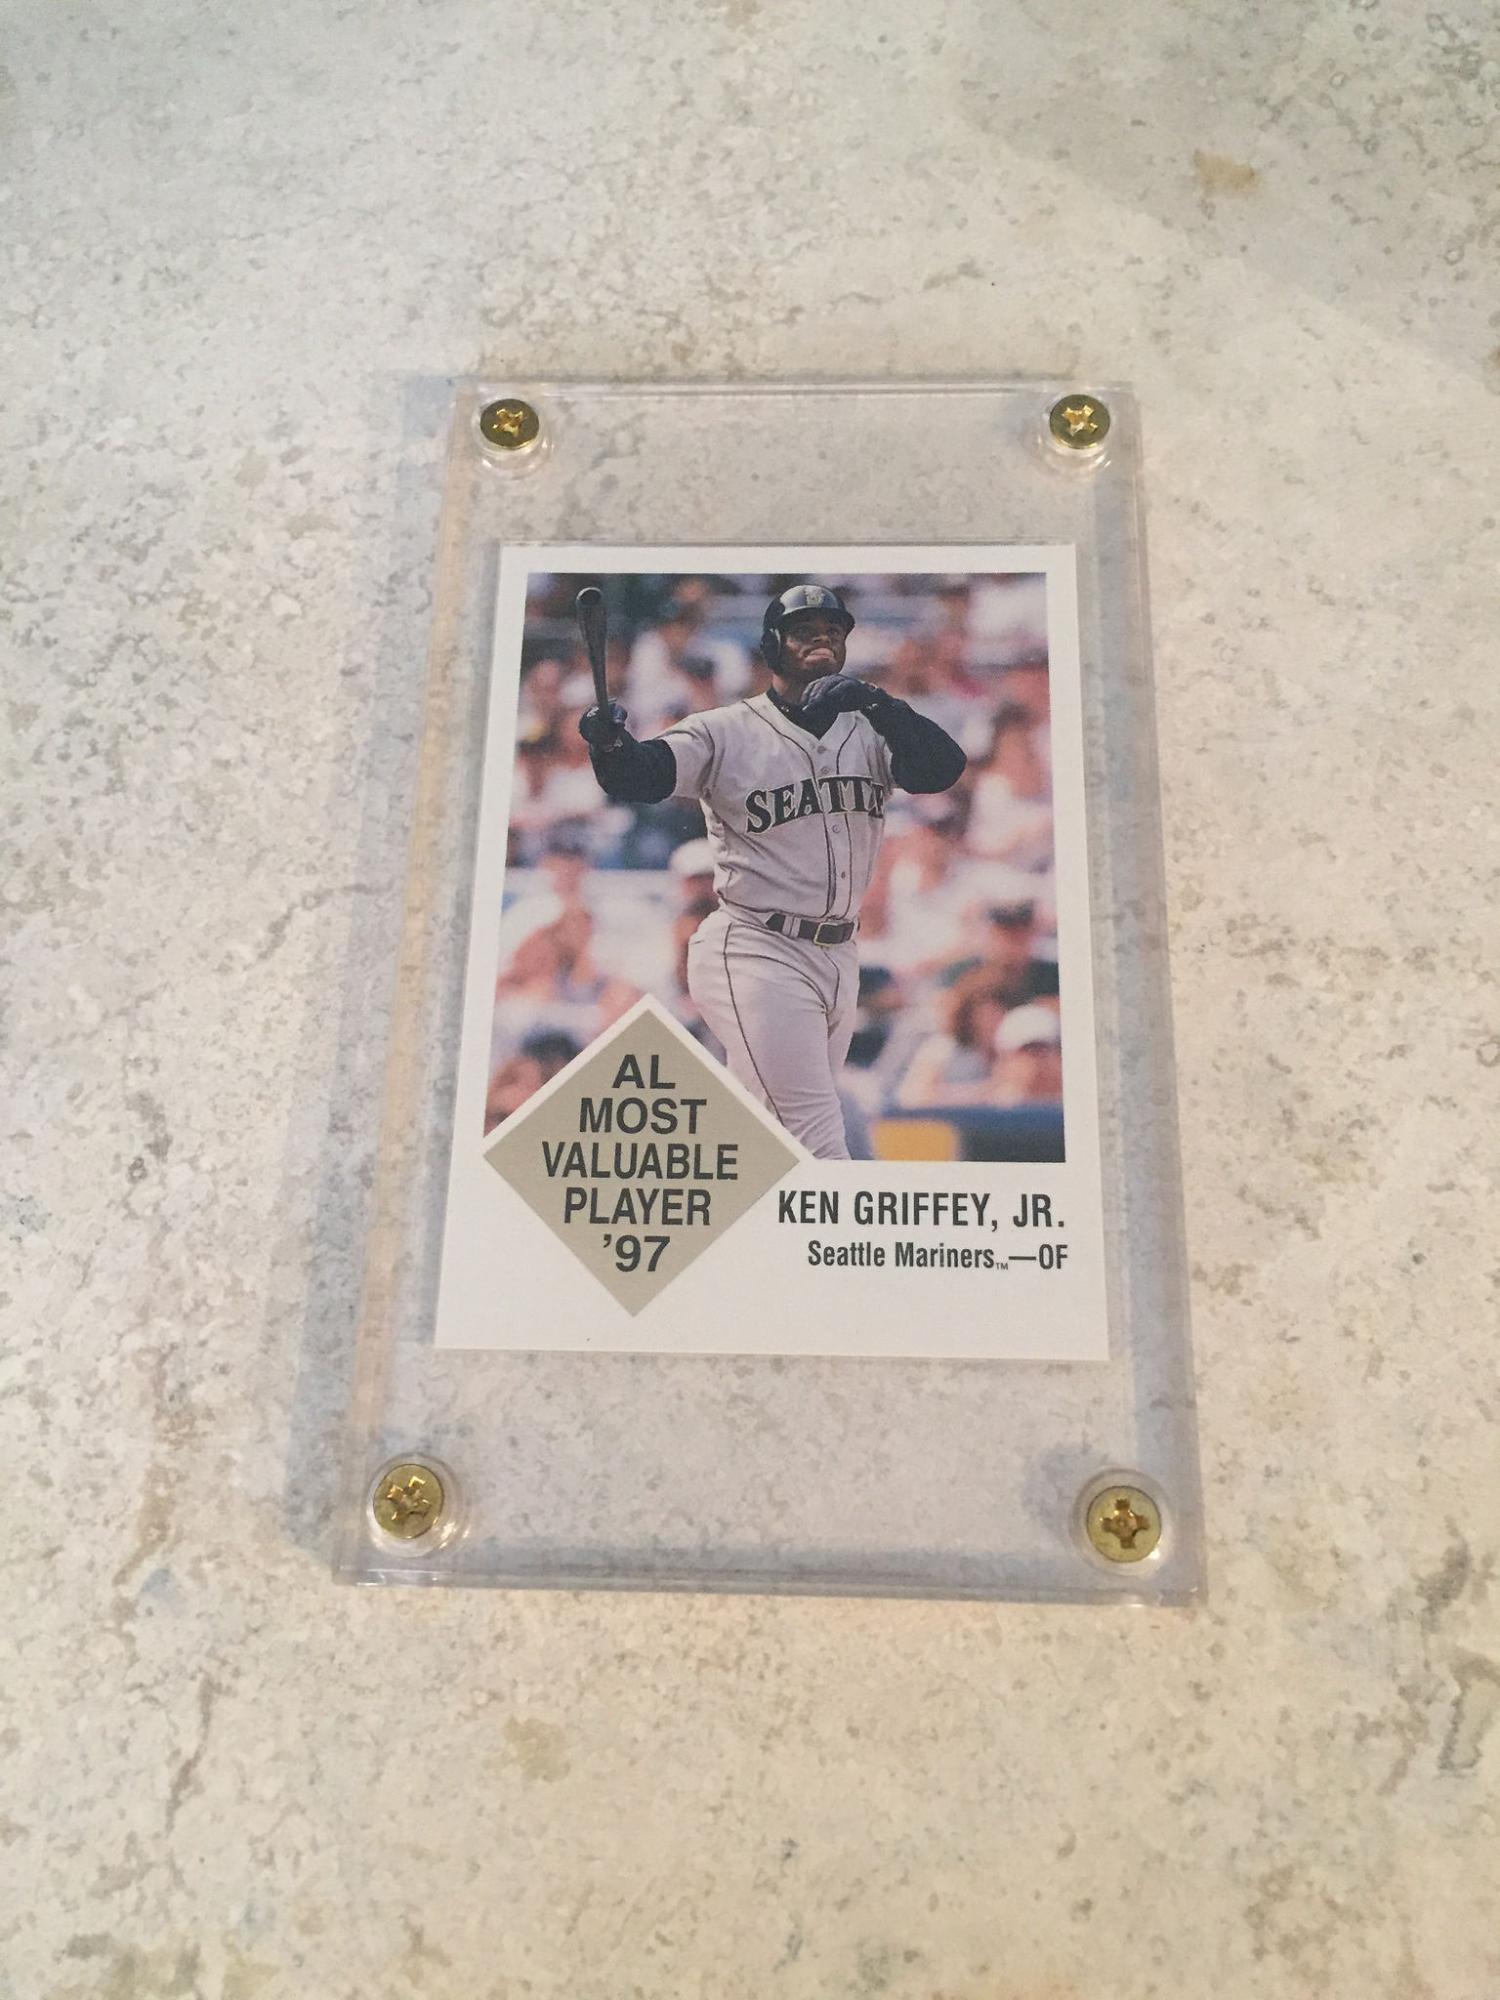 SEATTLE
AL
MOST
VALUABLE
PLAYER
'97
KEN GRIFFEY, JR.
Seattle Mariners™—OF